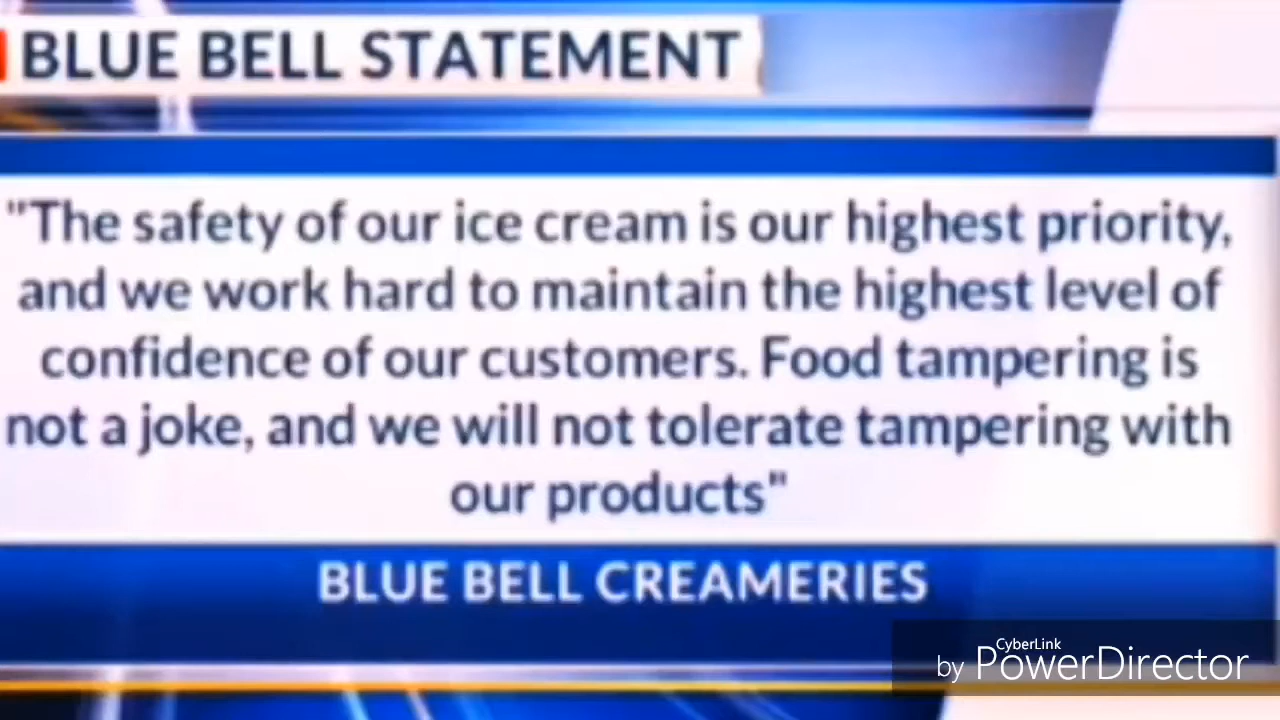 BLUE BELL STATEMENT
"The safety of our ice cream is our highest priority,
and we work hard to maintain the highest level of
confidence of our customers. Food tampering is
not a joke, and we will not tolerate tampering with
our products"
BLUE BELL CREAMERIES
CyberLink
by PowerDirector